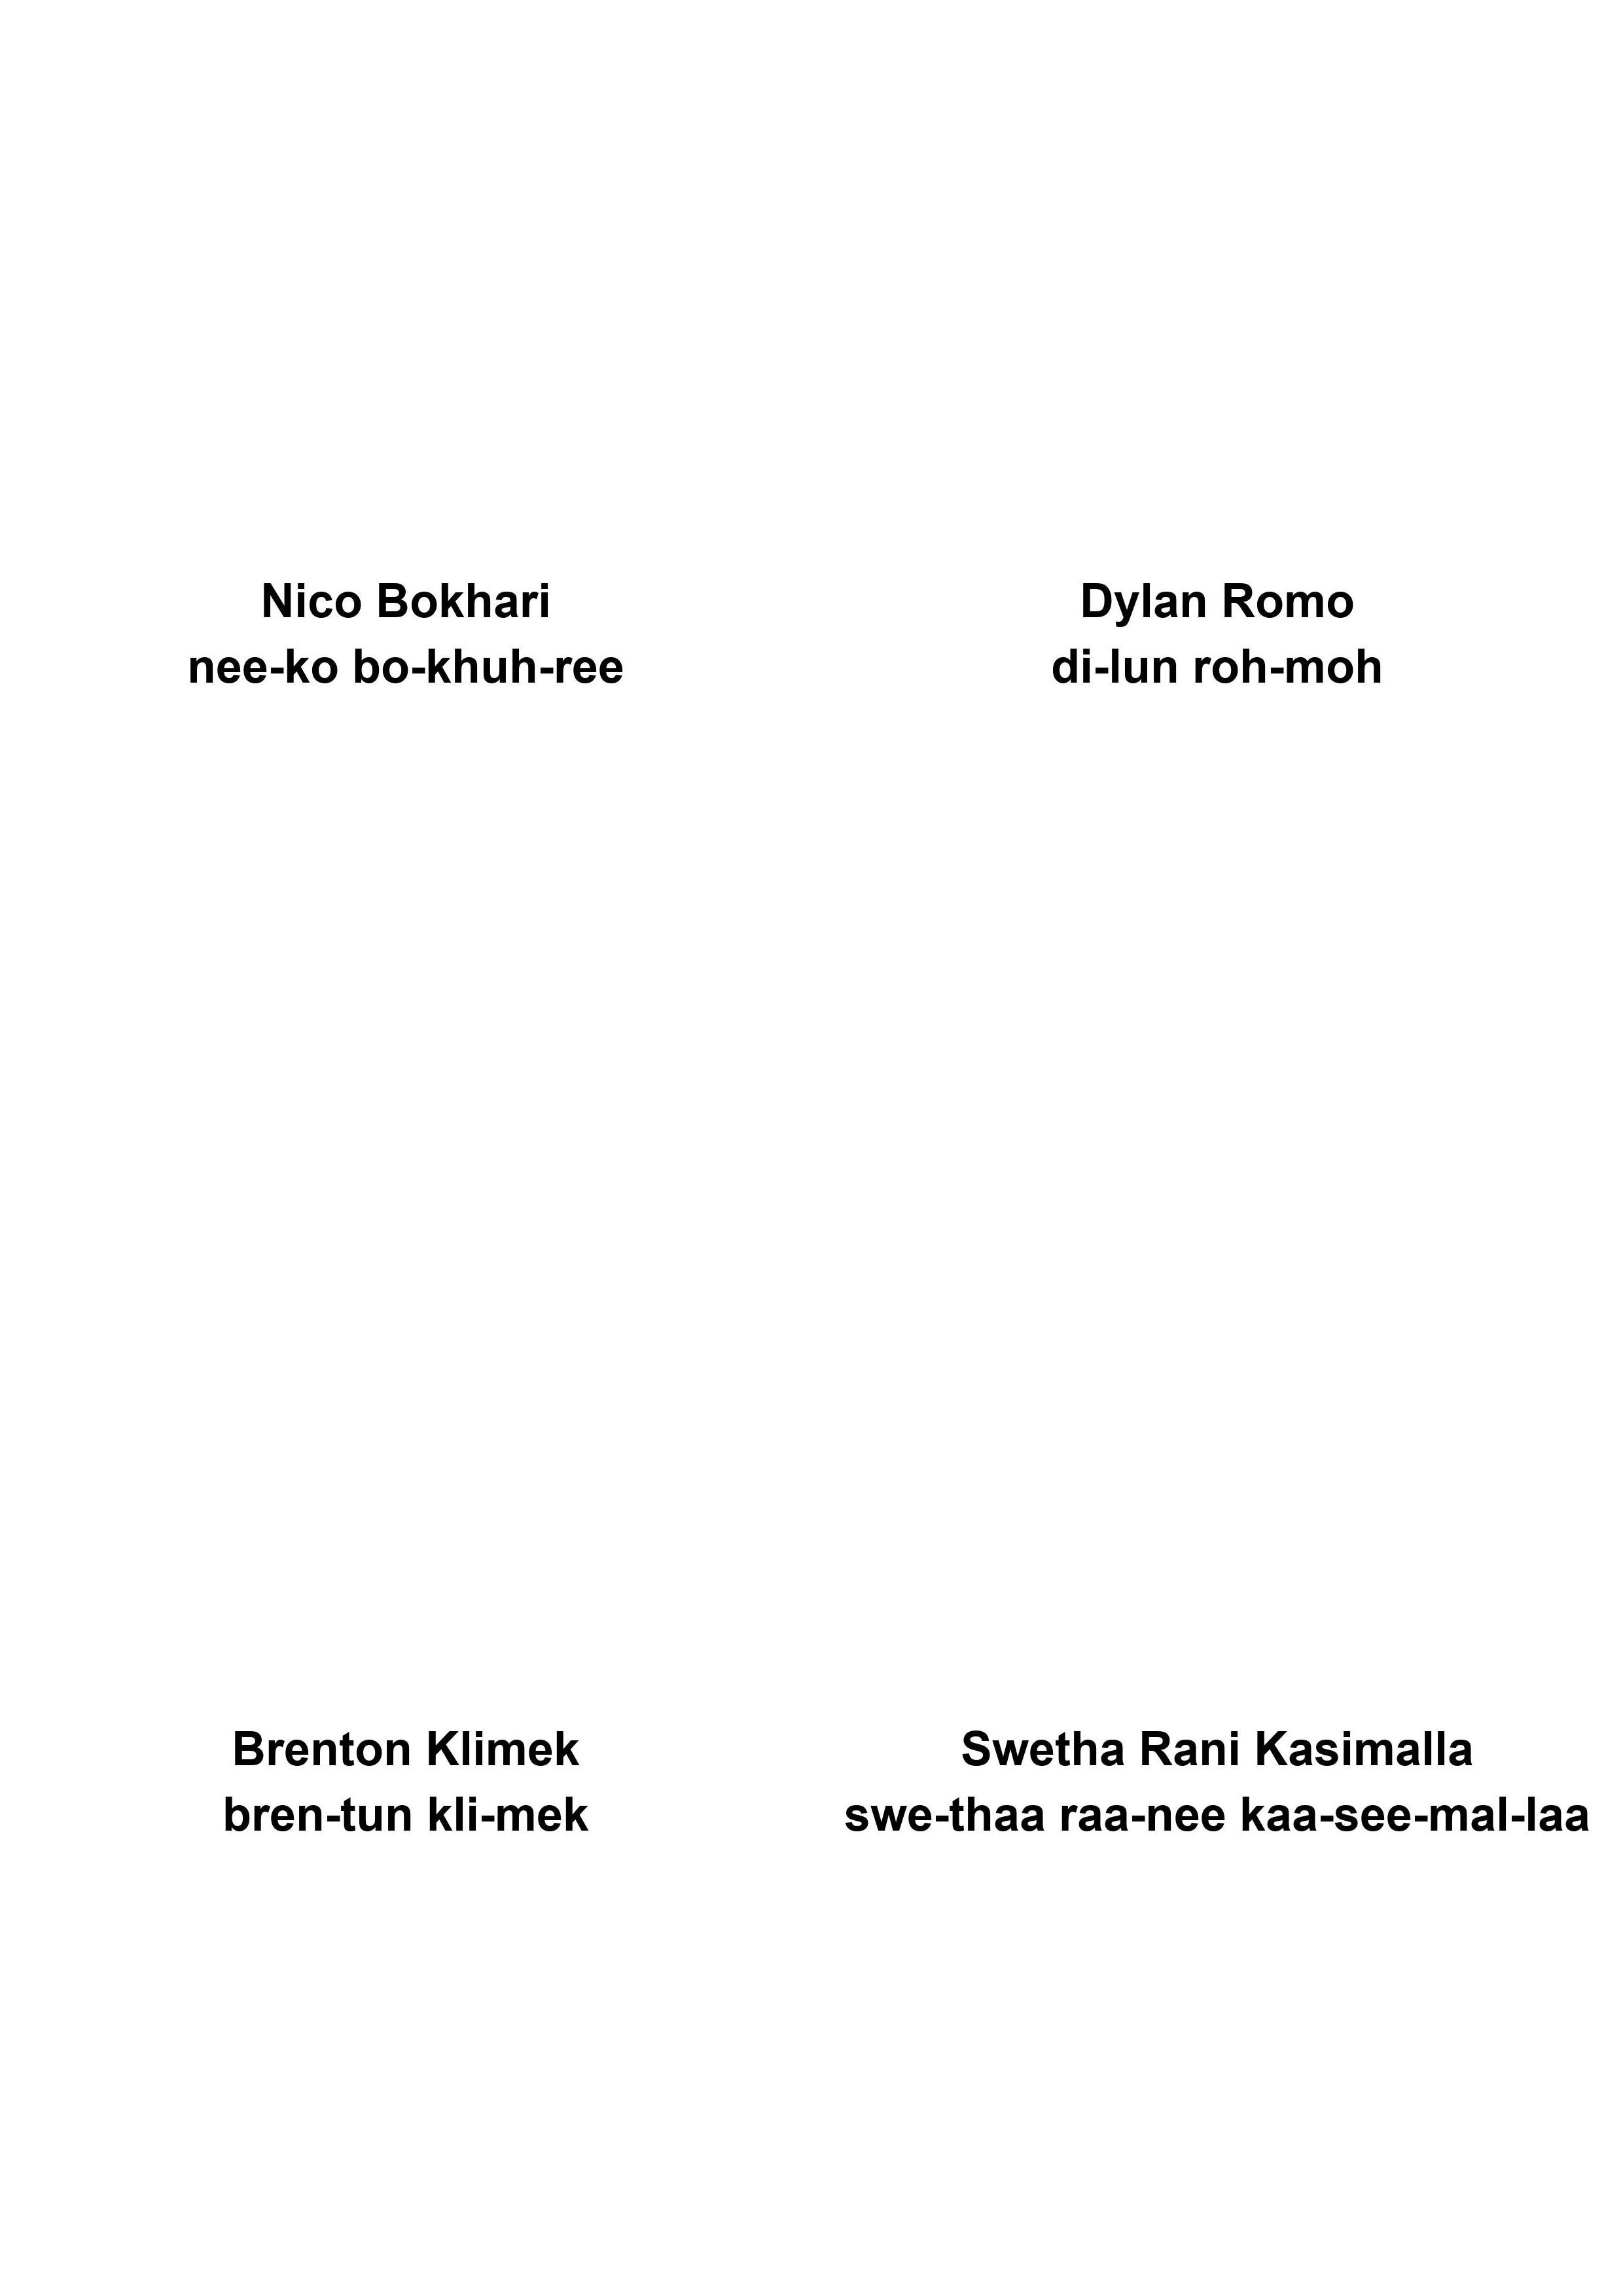 Nico Bokhari
nee-ko bo-khuh-ree
Dylan Romo
di-lun roh-moh
Brenton Klimek
bren-tun kli-mek
Swetha Rani Kasimalla
swe-thaa raa-nee kaa-see-mal-laa